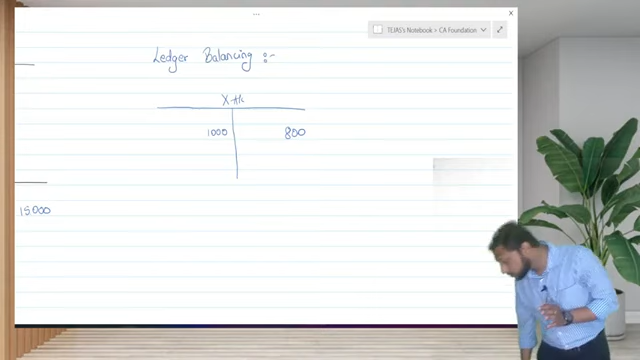 TEJAS's Notebook > CA Foundation
Ledger Balancing :-
X A/c
1000 800
15000